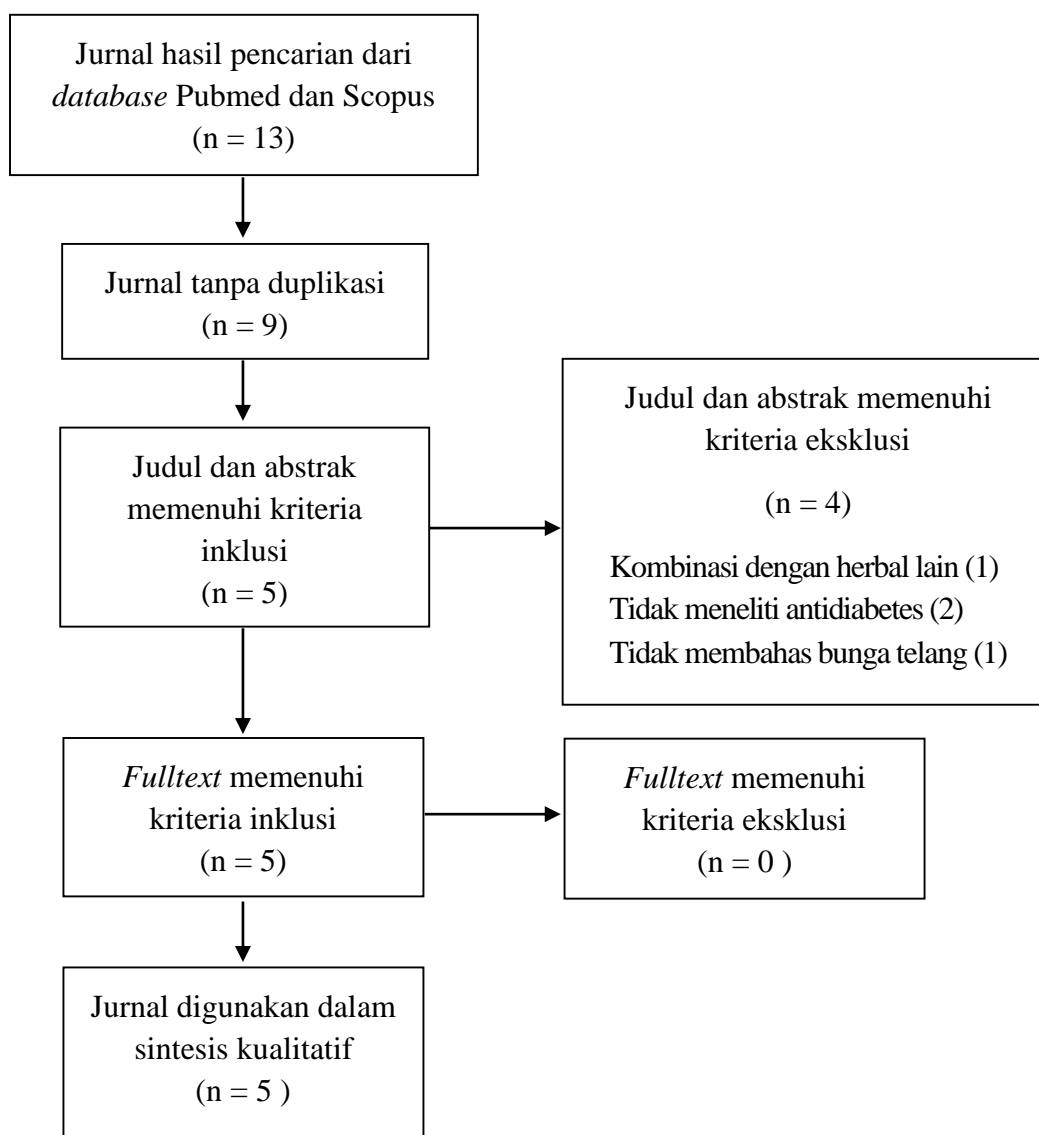 Jurnal hasil pencarian dari
database Pubmed dan Scopus
(n = 13)
Jurnal tanpa duplikasi
(n = 9)
Judul dan abstrak
memenuhi kriteria
inklusi
(n = 5)
Judul dan abstrak memenuhi
kriteria eksklusi
(n = 4)
Kombinasi dengan herbal lain (1)
Tidak meneliti antidiabetes (2)
Tidak membahas bunga telang (1)
Fulltext memenuhi
kriteria inklusi
(n = 5)
Fulltext memenuhi
kriteria eksklusi
(n = 0 )
Jurnal digunakan dalam
sintesis kualitatif
(n = 5 )